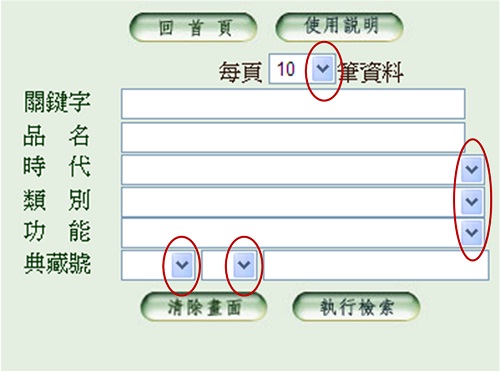 回首頁 使用說明
每頁 10 筆資料
關鍵字
品 名
時 代
類 別
功 能
典藏號
清除畫面 執行檢索